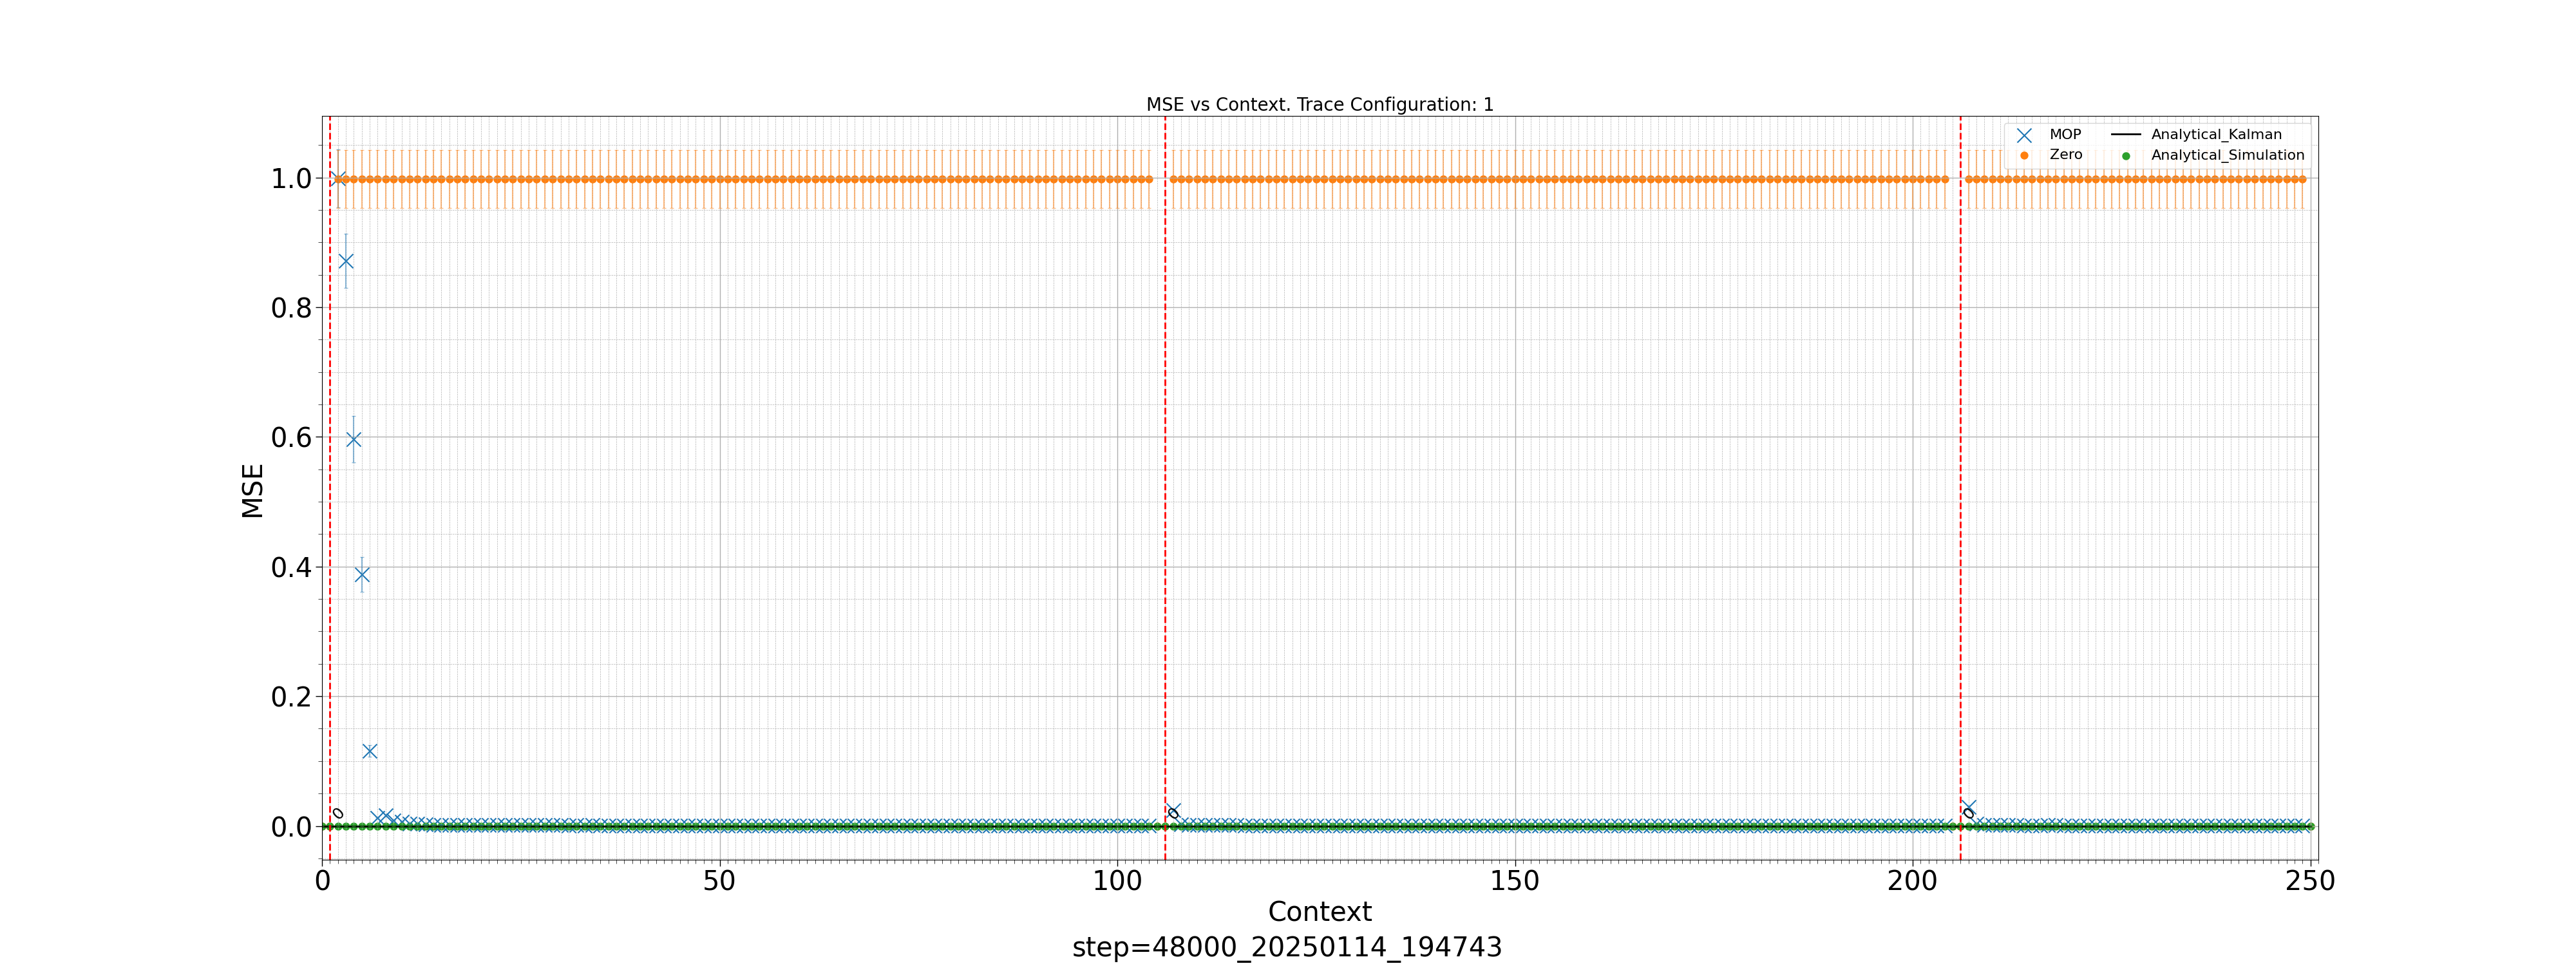 MSE vs Context. Trace Configuration: 1
MOP
Zero
Analytical_Kalman
Analytical_Simulation
MSE
1.0
0.8
0.6
0.4
0.2
0.0
0
0
0
0
50
100
150
200
250
Context
step=48000_20250114_194743